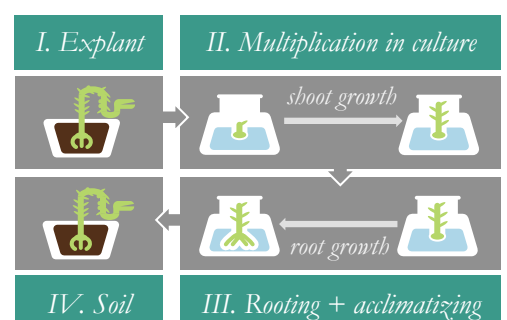 I. Explant
II. Multiplication in culture
shoot growth
root growth
IV. Soil
III. Rooting + acclimatizing